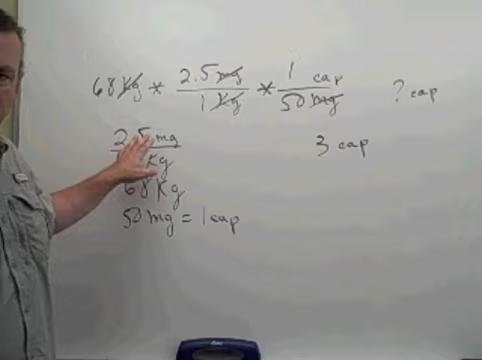 68 Kg * 2.5 mg / 1 Kg * 1 cap / 50 mg ? cap
2.5 mg
Kg
3 cap
68 Kg
50 mg = 1 cap